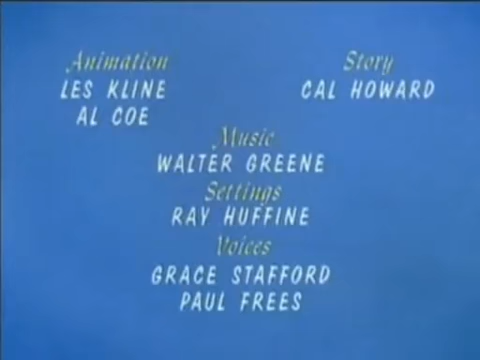 Animation
LES KLINE
AL COE
Story
CAL HOWARD
Music
WALTER GREENE
Settings
RAY HUFFINE
Voices
GRACE STAFFORD
PAUL FREES